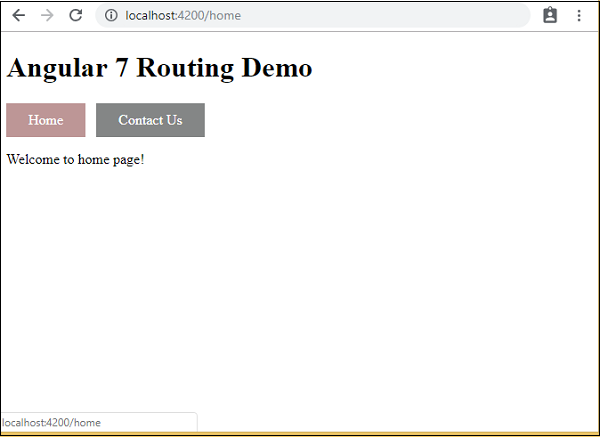 localhost:4200/home
Angular 7 Routing Demo
Home Contact Us
Welcome to home page!
localhost:4200/home